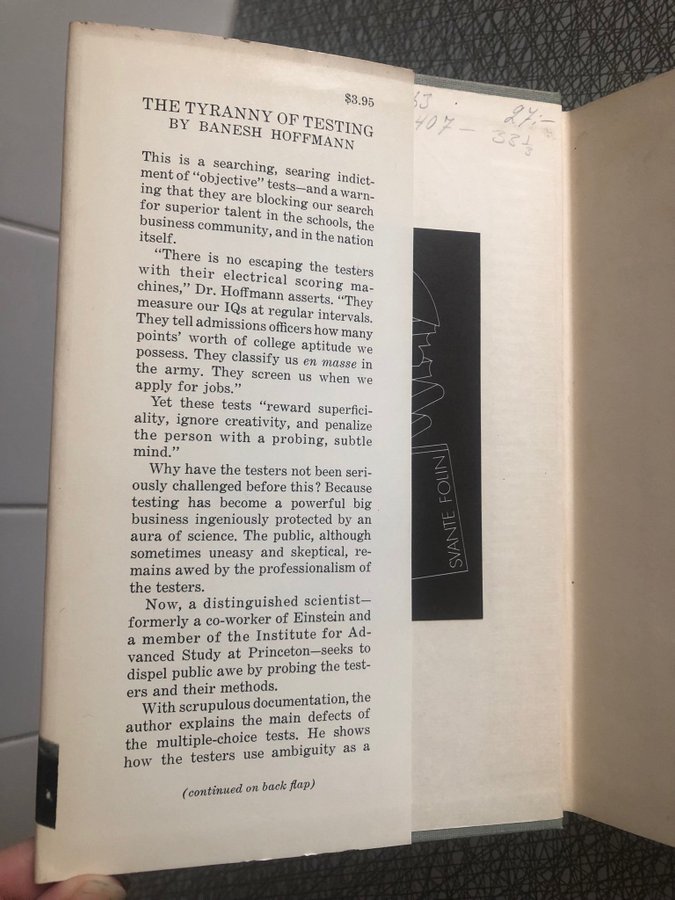 $3.95
THE TYRANNY OF TESTING
BY BANESH HOFFMANN
This is a searching, searing indict-
ment of “objective” tests—and a warn-
ing that they are blocking our search
for superior talent in the schools, the
business community, and in the nation
itself.
“There is no escaping the testers
with their electrical scoring ma-
chines,” Dr. Hoffmann asserts. “They
measure our IQs at regular intervals.
They tell admissions officers how many
points’ worth of college aptitude we
possess. They classify us en masse in
the army. They screen us when we
apply for jobs.”
Yet these tests “reward superfici-
ality, ignore creativity, and penalize
the person with a probing, subtle
mind.”
Why have the testers not been seri-
ously challenged before this? Because
testing has become a powerful big
business ingeniously protected by an
aura of science. The public, although
sometimes uneasy and skeptical, re-
mains awed by the professionalism of
the testers.
Now, a distinguished scientist—
formerly a co-worker of Einstein and
a member of the Institute for Ad-
vanced Study at Princeton—seeks to
dispel public awe by probing the test-
ers and their methods.
With scrupulous documentation, the
author explains the main defects of
the multiple-choice tests. He shows
how the testers use ambiguity as a
(continued on back flap)
63
27:-
407 — 33 1/3
SVANTE FOLIN